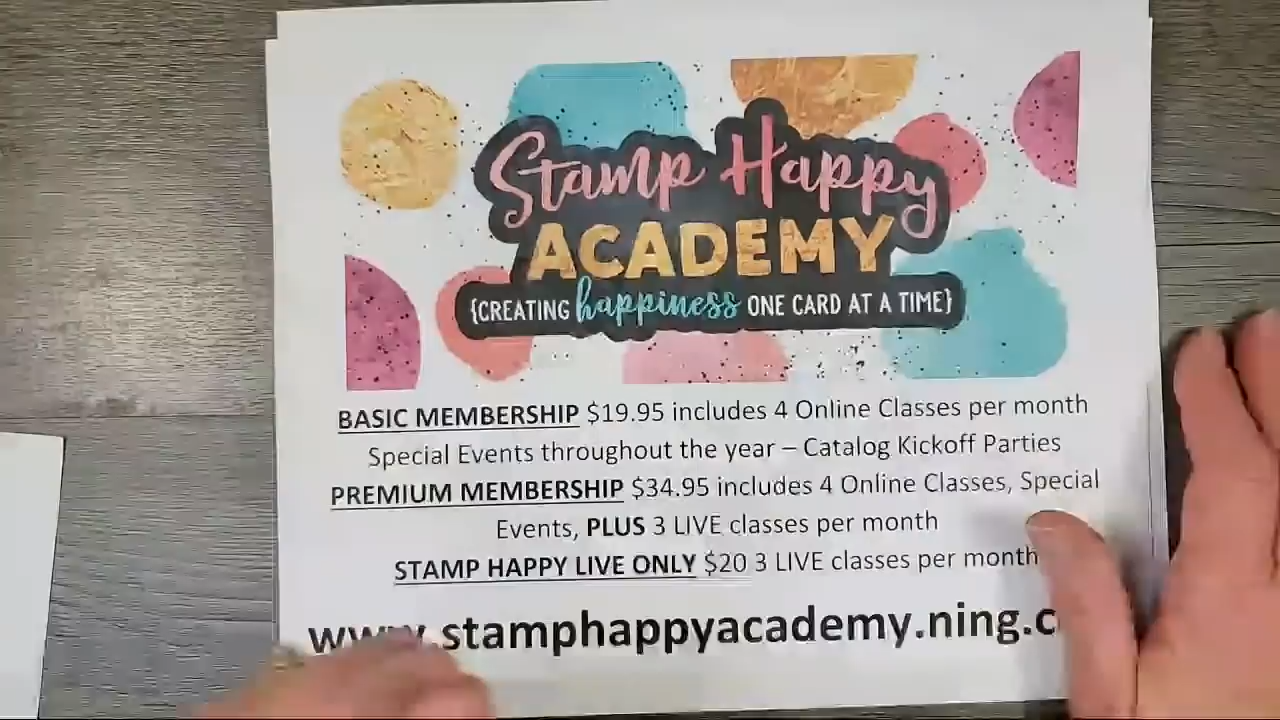 Stamp Happy
ACADEMY
{CREATING happiness ONE CARD AT A TIME}
BASIC MEMBERSHIP $19.95 includes 4 Online Classes per month
Special Events throughout the year – Catalog Kickoff Parties
PREMIUM MEMBERSHIP $34.95 includes 4 Online Classes, Special
Events, PLUS 3 LIVE classes per month
STAMP HAPPY LIVE ONLY $20 3 LIVE classes per month
www.stamphappyacademy.ning.c